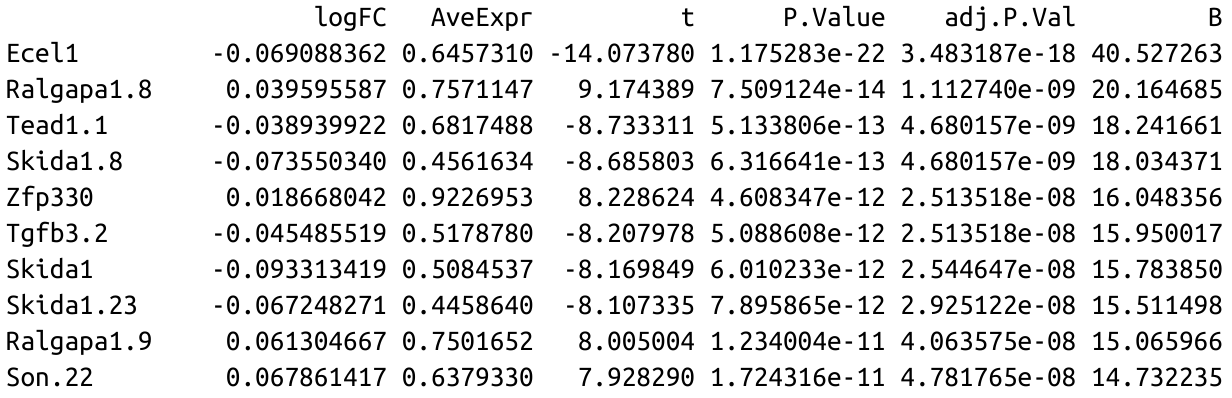 logFC AveExpr t P.Value adj.P.Val B
Ecel1 -0.069088362 0.6457310 -14.073780 1.175283e-22 3.483187e-18 40.527263
Ralgapa1.8 0.039595587 0.7571147 9.174389 7.509124e-14 1.112740e-09 20.164685
Tead1.1 -0.038939922 0.6817488 -8.733311 5.133806e-13 4.680157e-09 18.241661
Skida1.8 -0.073550340 0.4561634 -8.685803 6.316641e-13 4.680157e-09 18.034371
Zfp330 0.018668042 0.9226953 8.228624 4.608347e-12 2.513518e-08 16.048356
Tgfb3.2 -0.045485519 0.5178780 -8.207978 5.088608e-12 2.513518e-08 15.950017
Skida1 -0.093313419 0.5084537 -8.169849 6.010233e-12 2.544647e-08 15.783850
Skida1.23 -0.067248271 0.4458640 -8.107335 7.895865e-12 2.925122e-08 15.511498
Ralgapa1.9 0.061304667 0.7501652 8.005004 1.234004e-11 4.063575e-08 15.065966
Son.22 0.067861417 0.6379330 7.928290 1.724316e-11 4.781765e-08 14.732235